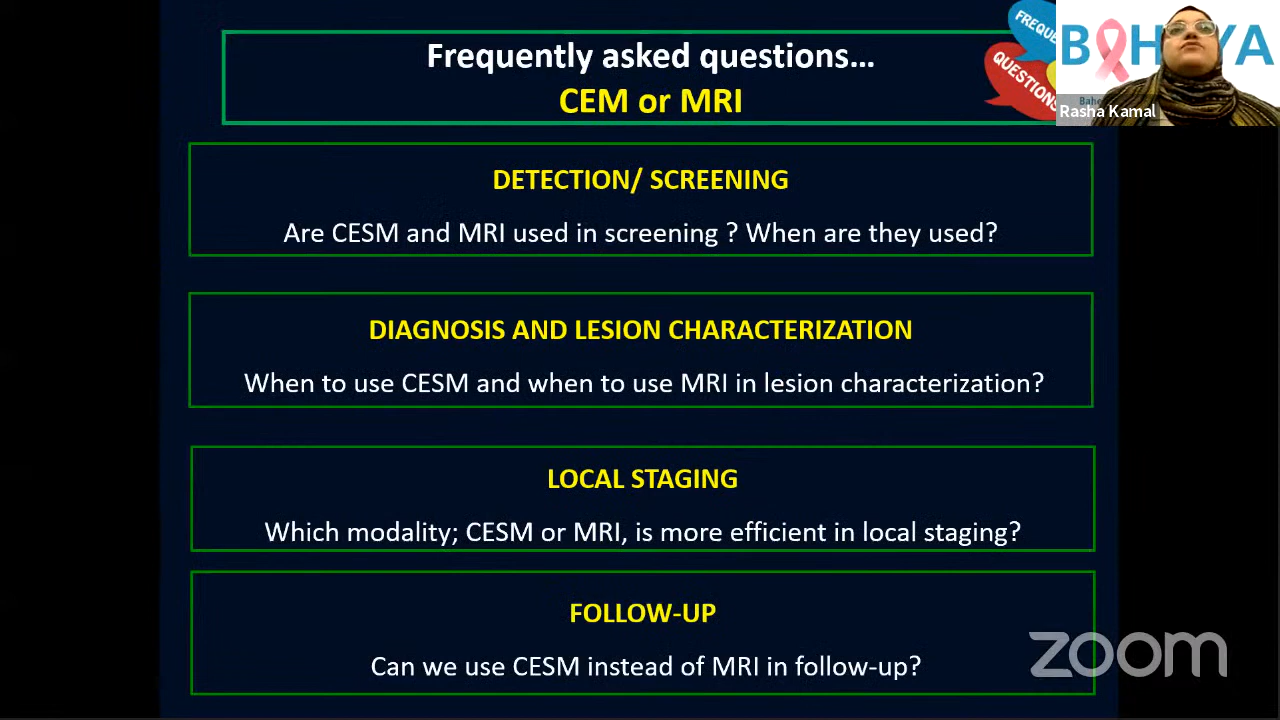 Frequently asked questions...
CEM or MRI
FREQUE
QUESTIONS
B HEYA
Rasha Kamal
DETECTION/ SCREENING
Are CESM and MRI used in screening ? When are they used?
DIAGNOSIS AND LESION CHARACTERIZATION
When to use CESM and when to use MRI in lesion characterization?
LOCAL STAGING
Which modality; CESM or MRI, is more efficient in local staging?
FOLLOW-UP
Can we use CESM instead of MRI in follow-up?
zoom